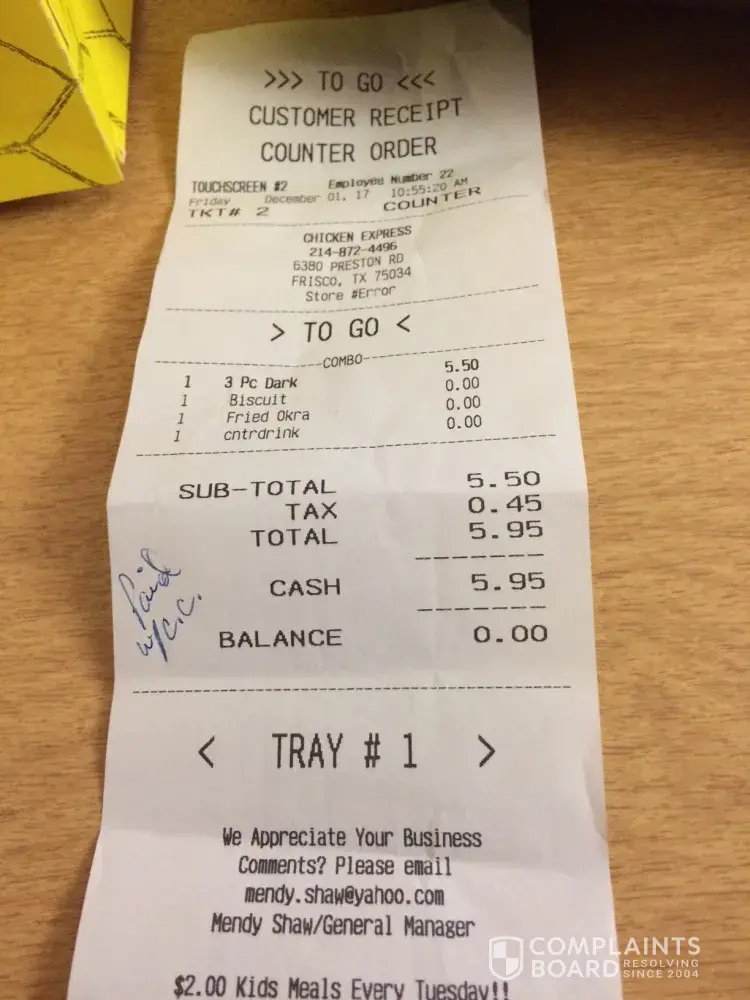 >>> TO GO <<<
CUSTOMER RECEIPT
COUNTER ORDER
TOUCHSCREEN #2 Employee Number 22
Friday December 01, 17 10:55:20 AM
TKT# 2 COUNTER
CHICKEN EXPRESS
214-872-4496
6380 PRESTON RD
FRISCO, TX 75034
Store #Error
> TO GO <
COMBO
1 3 Pc Dark 5.50
1 Biscuit 0.00
1 Fried Okra 0.00
1 cntrdrink 0.00
SUB-TOTAL 5.50
TAX 0.45
TOTAL 5.95
CASH 5.95
Paid
w/C.C.
BALANCE 0.00
< TRAY # 1 >
We Appreciate Your Business
Comments? Please email
mendy.shaw@yahoo.com
Mendy Shaw/General Manager
$2.00 Kids Meals Every Tuesday!!
COMPLAINTS
BOARD RESOLVING
SINCE 2004